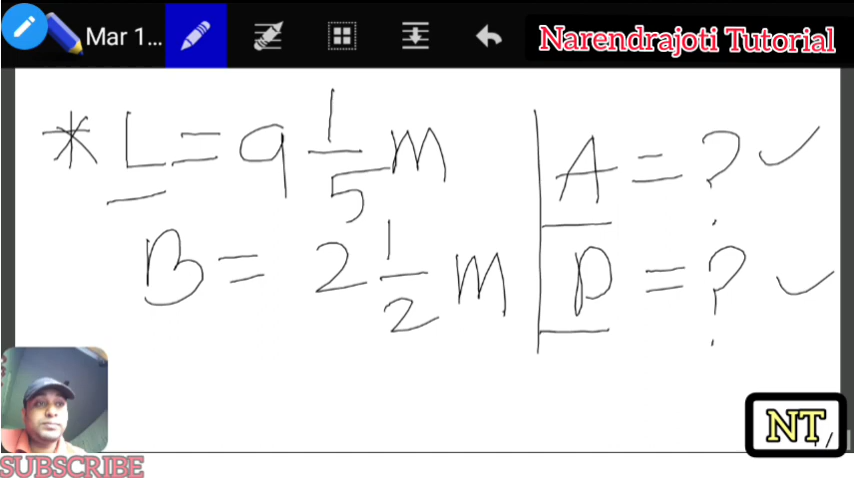 Mar 1...
Narendrajoti Tutorial
* L = 9 1/5 m
A = ?
B = 2 1/2 m
P = ?
NT
SUBSCRIBE